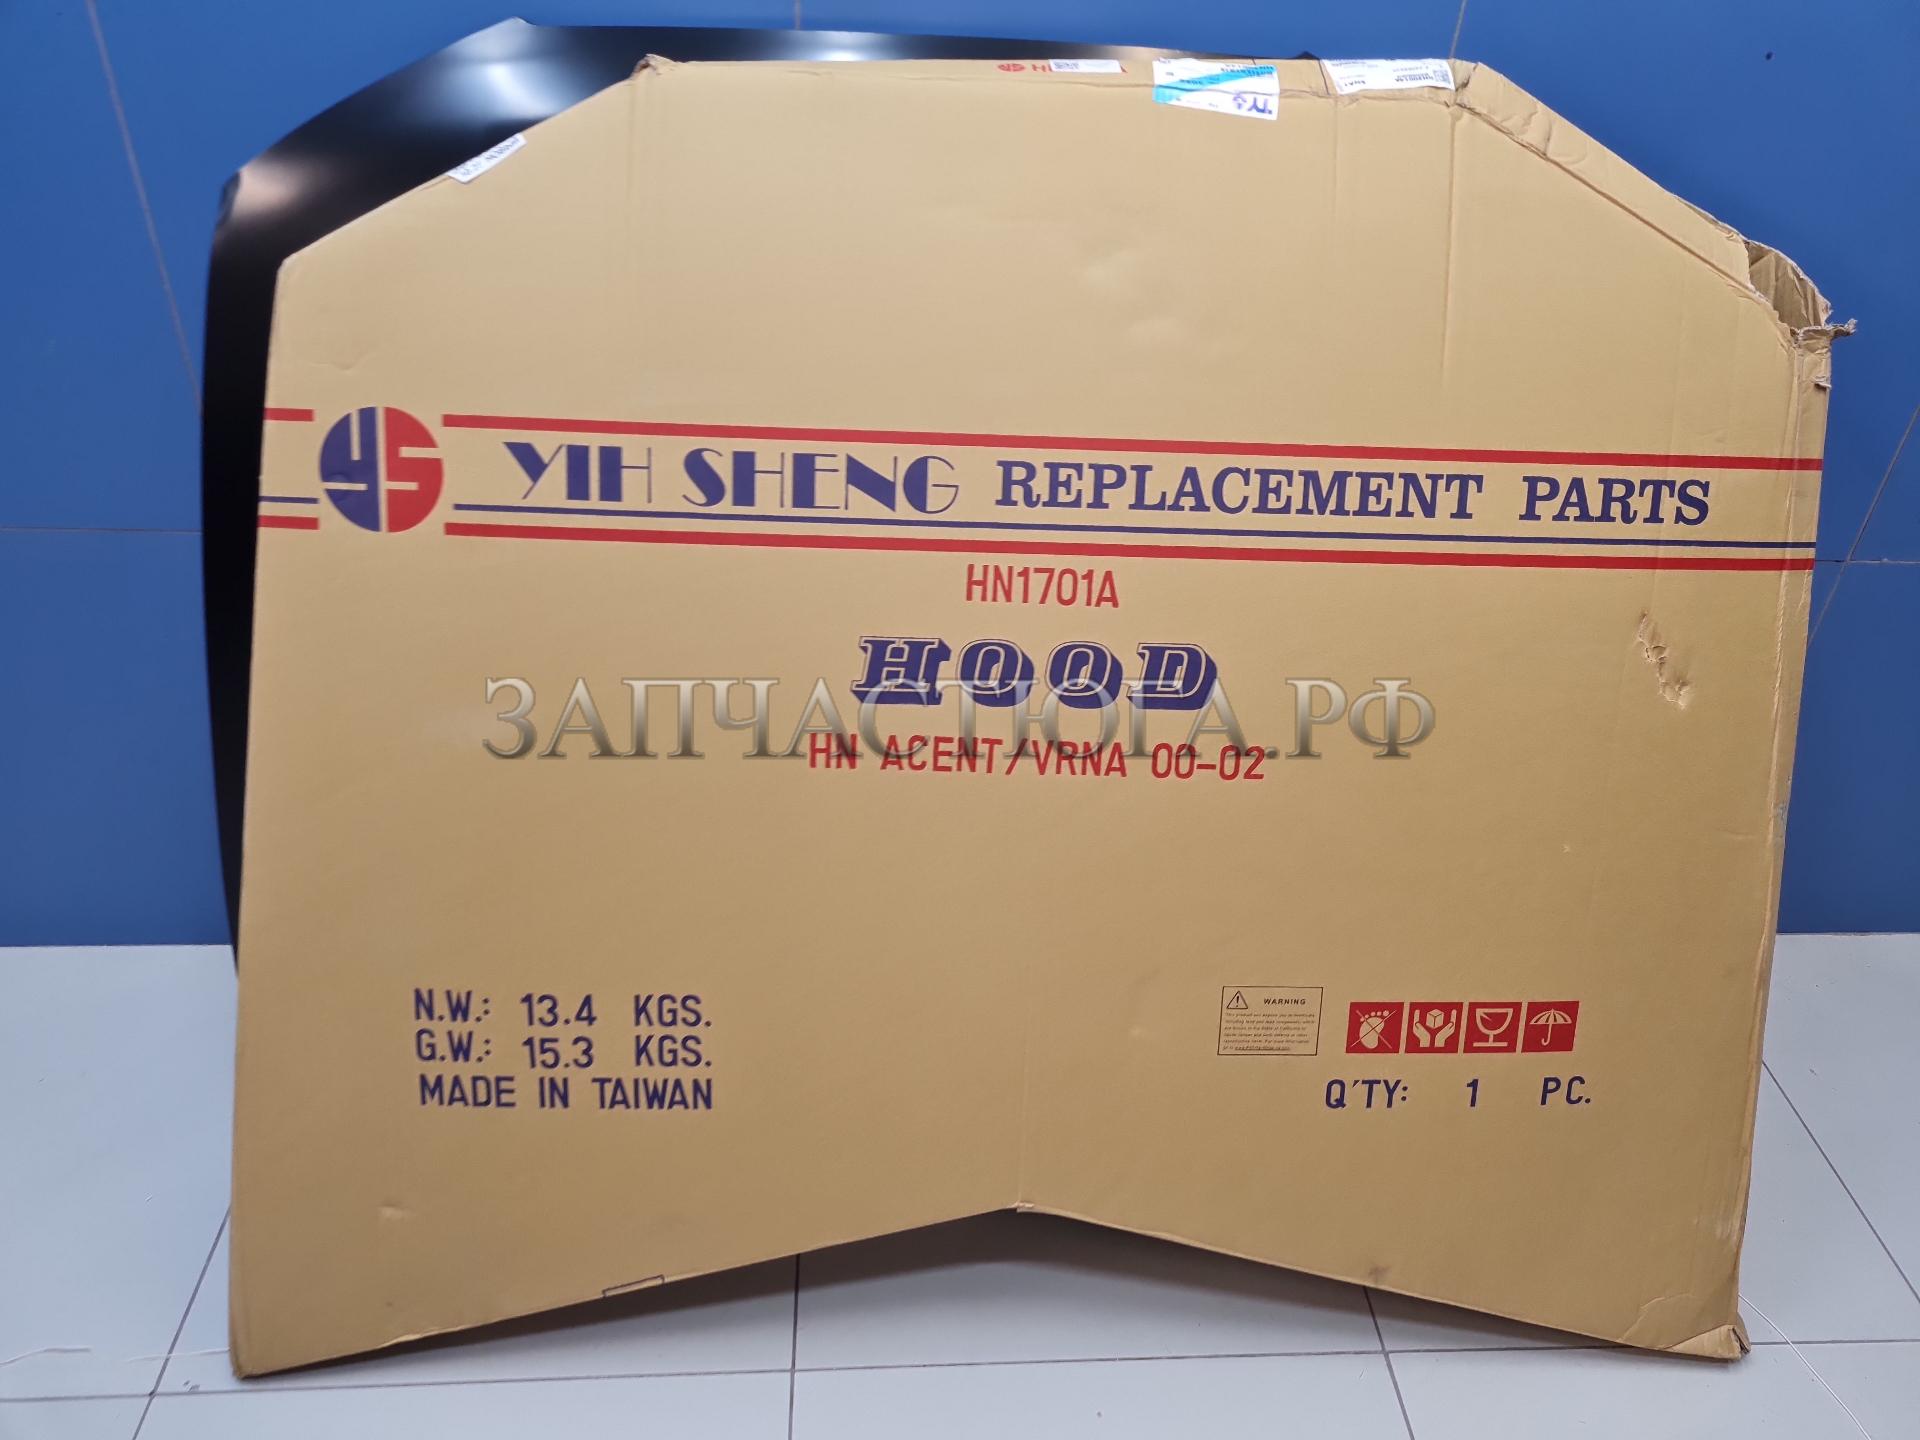 YS YIH SHENG REPLACEMENT PARTS
HN1701A
HOOD
ЗАПЧАСТЮГА.РФ
HN ACENT/VRNA 00-02
N.W.: 13.4 KGS.
G.W.: 15.3 KGS.
MADE IN TAIWAN
WARNING
Q'TY: 1 PC.